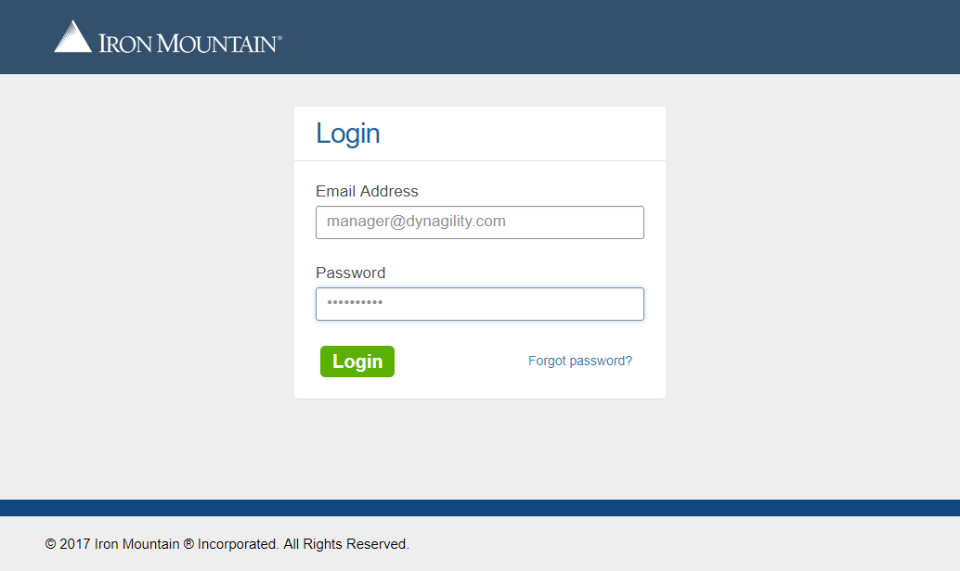 IRON MOUNTAIN®
Login
Email Address
manager@dynagility.com
Password
••••••••••
Login
Forgot password?
© 2017 Iron Mountain ® Incorporated. All Rights Reserved.